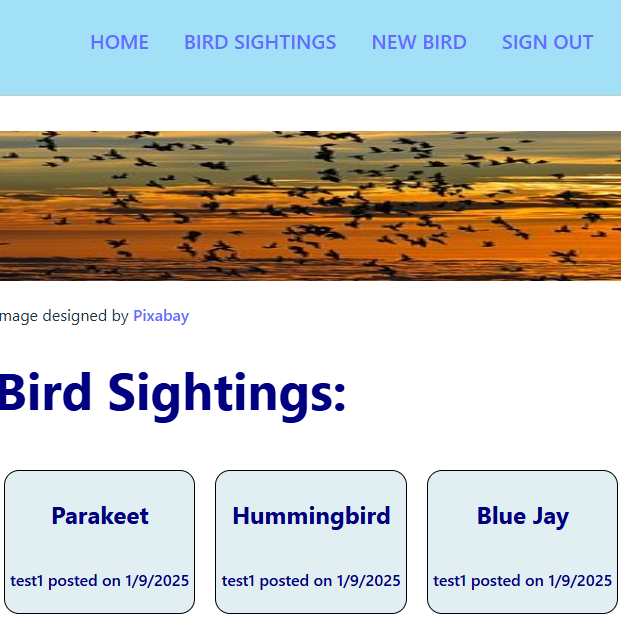 HOME BIRD SIGHTINGS NEW BIRD SIGN OUT
mage designed by Pixabay
Bird Sightings:
Parakeet Hummingbird Blue Jay
test1 posted on 1/9/2025 test1 posted on 1/9/2025 test1 posted on 1/9/2025